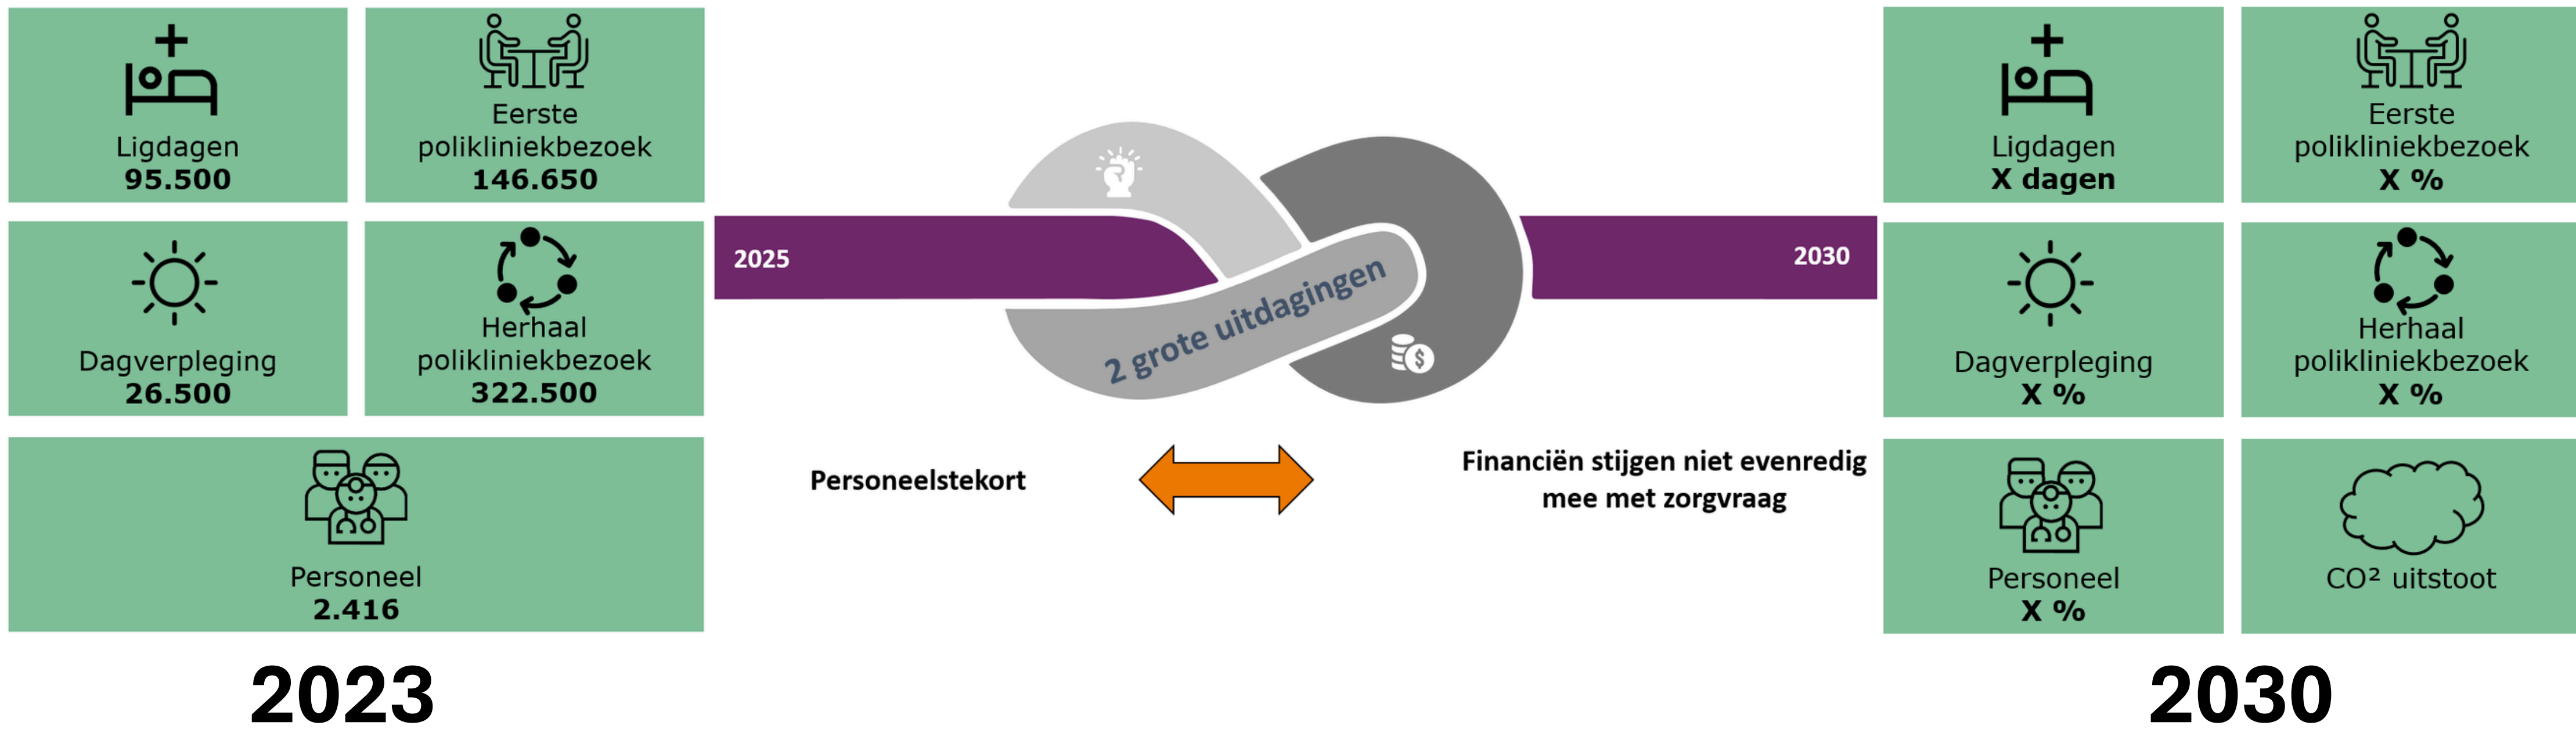 Ligdagen
95.500
Eerste
polikliniekbezoek
146.650
Dagverpleging
26.500
Herhaal
polikliniekbezoek
322.500
Personeel
2.416
2023
2025
2 grote uitdagingen
$
2030
Personeelstekort
Financiën stijgen niet evenredig
mee met zorgvraag
Ligdagen
X dagen
Eerste
polikliniekbezoek
X %
Dagverpleging
X %
Herhaal
polikliniekbezoek
X %
Personeel
X %
CO² uitstoot
2030